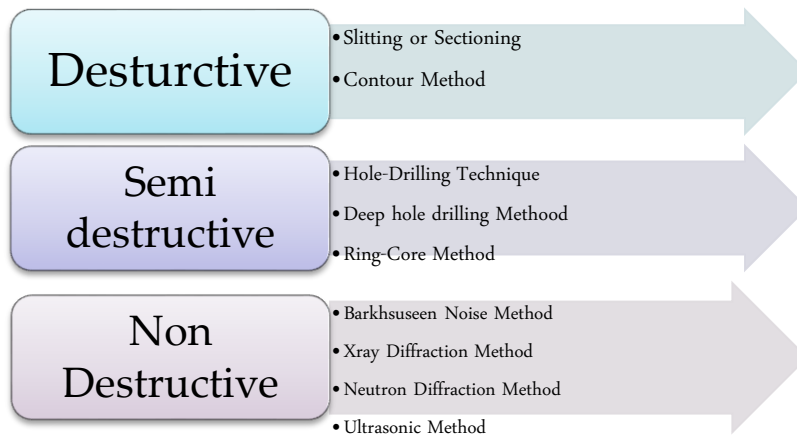 Desturctive
• Slitting or Sectioning
• Contour Method
Semi
destructive
• Hole-Drilling Technique
• Deep hole drilling Methood
• Ring-Core Method
Non
Destructive
• Barkhsuseen Noise Method
• Xray Diffraction Method
• Neutron Diffraction Method
• Ultrasonic Method